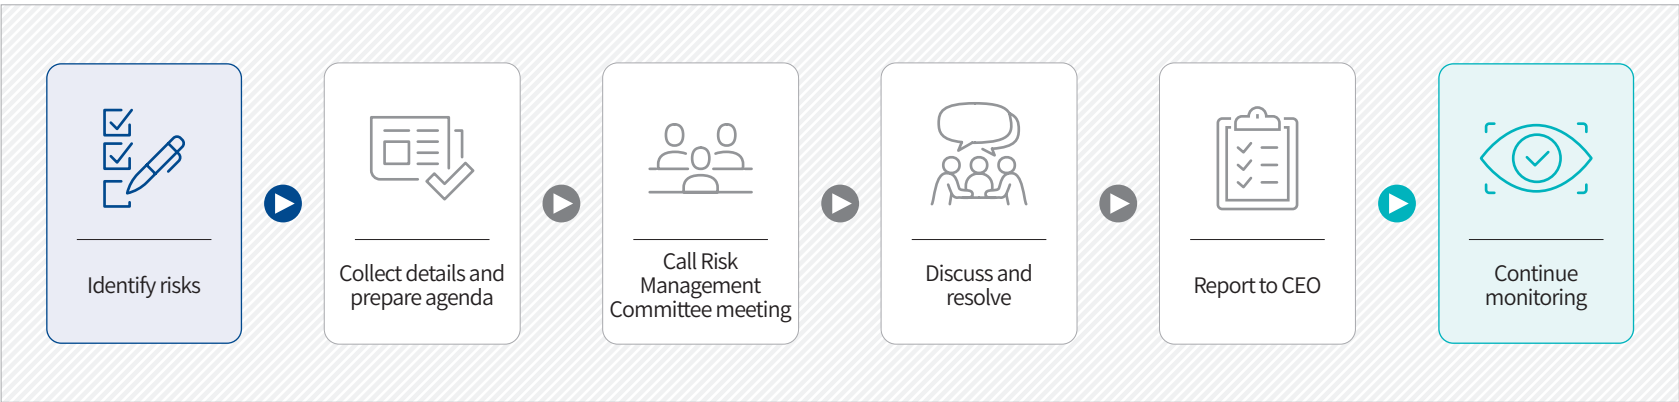 Identify risks
Collect details and
prepare agenda
Call Risk
Management
Committee meeting
Discuss and
resolve
Report to CEO
Continue
monitoring